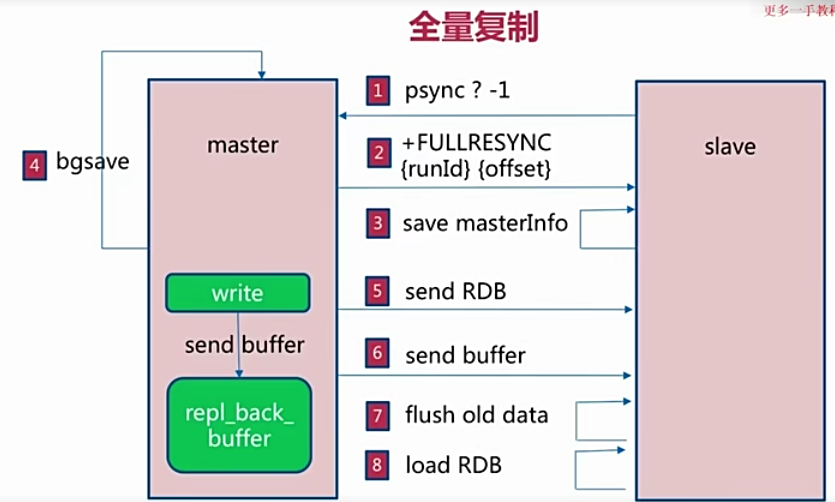 更多一手教程
全量复制
1 psync ? -1
master
slave
2 +FULLRESYNC
{runId} {offset}
4 bgsave
3 save masterInfo
write
5 send RDB
send buffer
6 send buffer
repl_back_
buffer
7 flush old data
8 load RDB